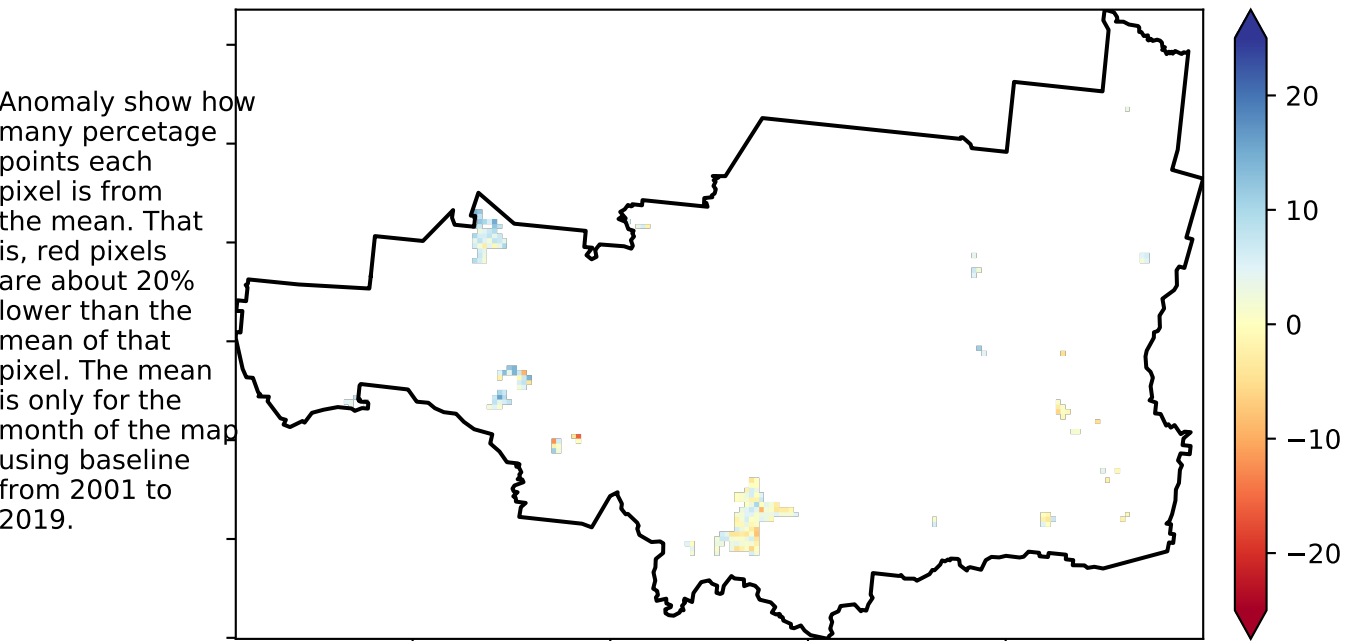 Anomaly show how
many percetage
points each
pixel is from
the mean. That
is, red pixels
are about 20%
lower than the
mean of that
pixel. The mean
is only for the
month of the map
using baseline
from 2001 to
2019.
20
10
0
−10
−20